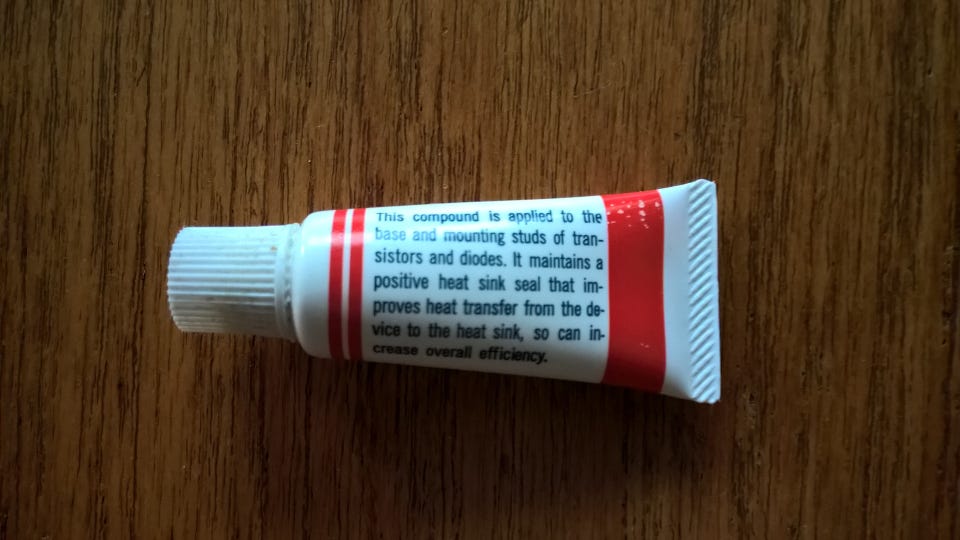 This compound is applied to the
base and mounting studs of tran-
sistors and diodes. It maintains a
positive heat sink seal that im-
proves heat transfer from the de-
vice to the heat sink, so can in-
crease overall efficiency.